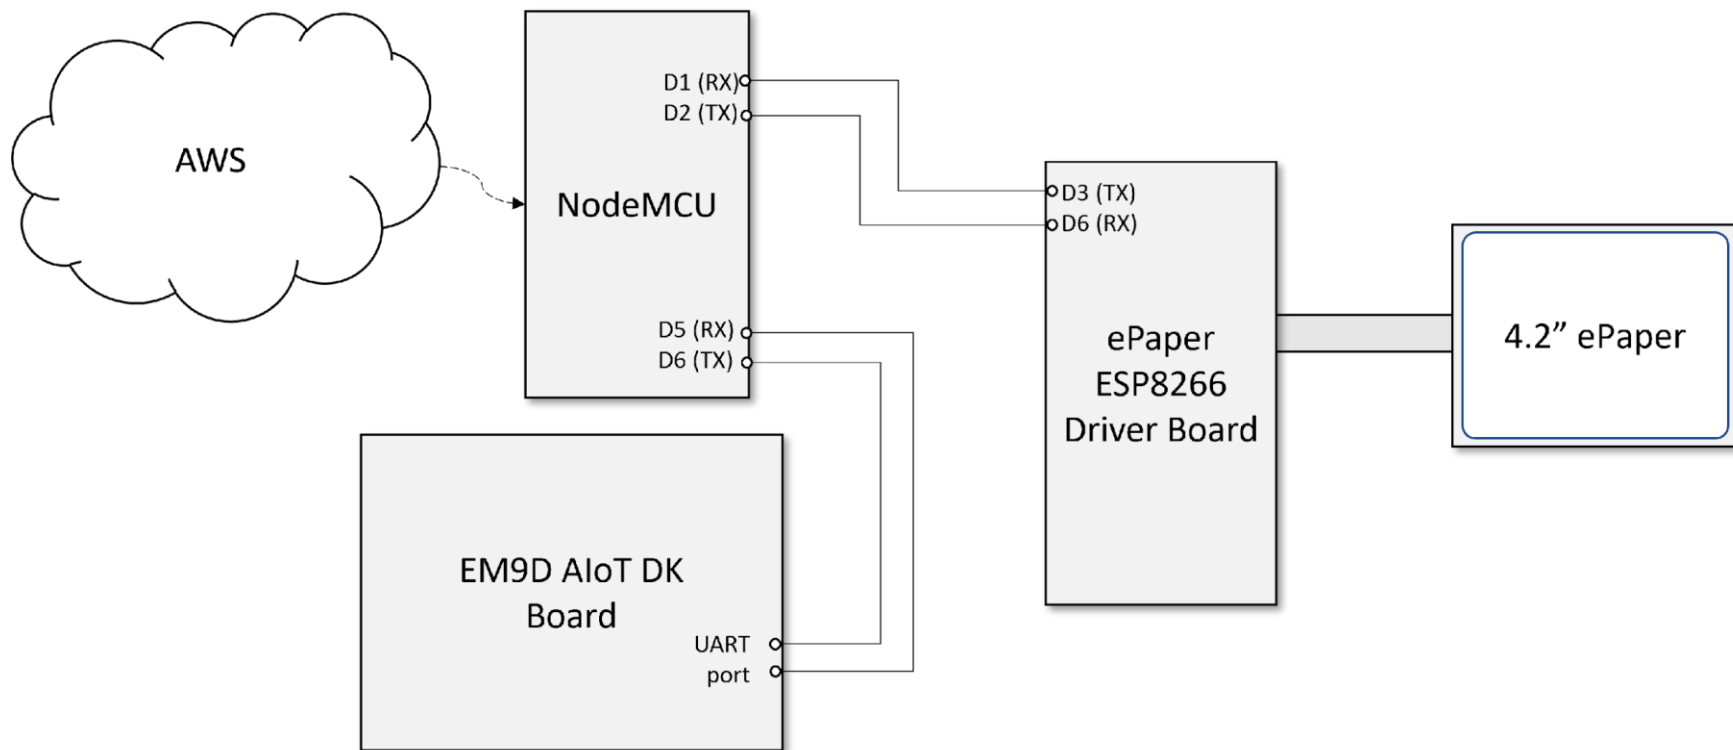 AWS
D1 (RX)
D2 (TX)
NodeMCU
D5 (RX)
D6 (TX)
D3 (TX)
D6 (RX)
ePaper
ESP8266
Driver Board
4.2” ePaper
EM9D AIoT DK
Board
UART
port